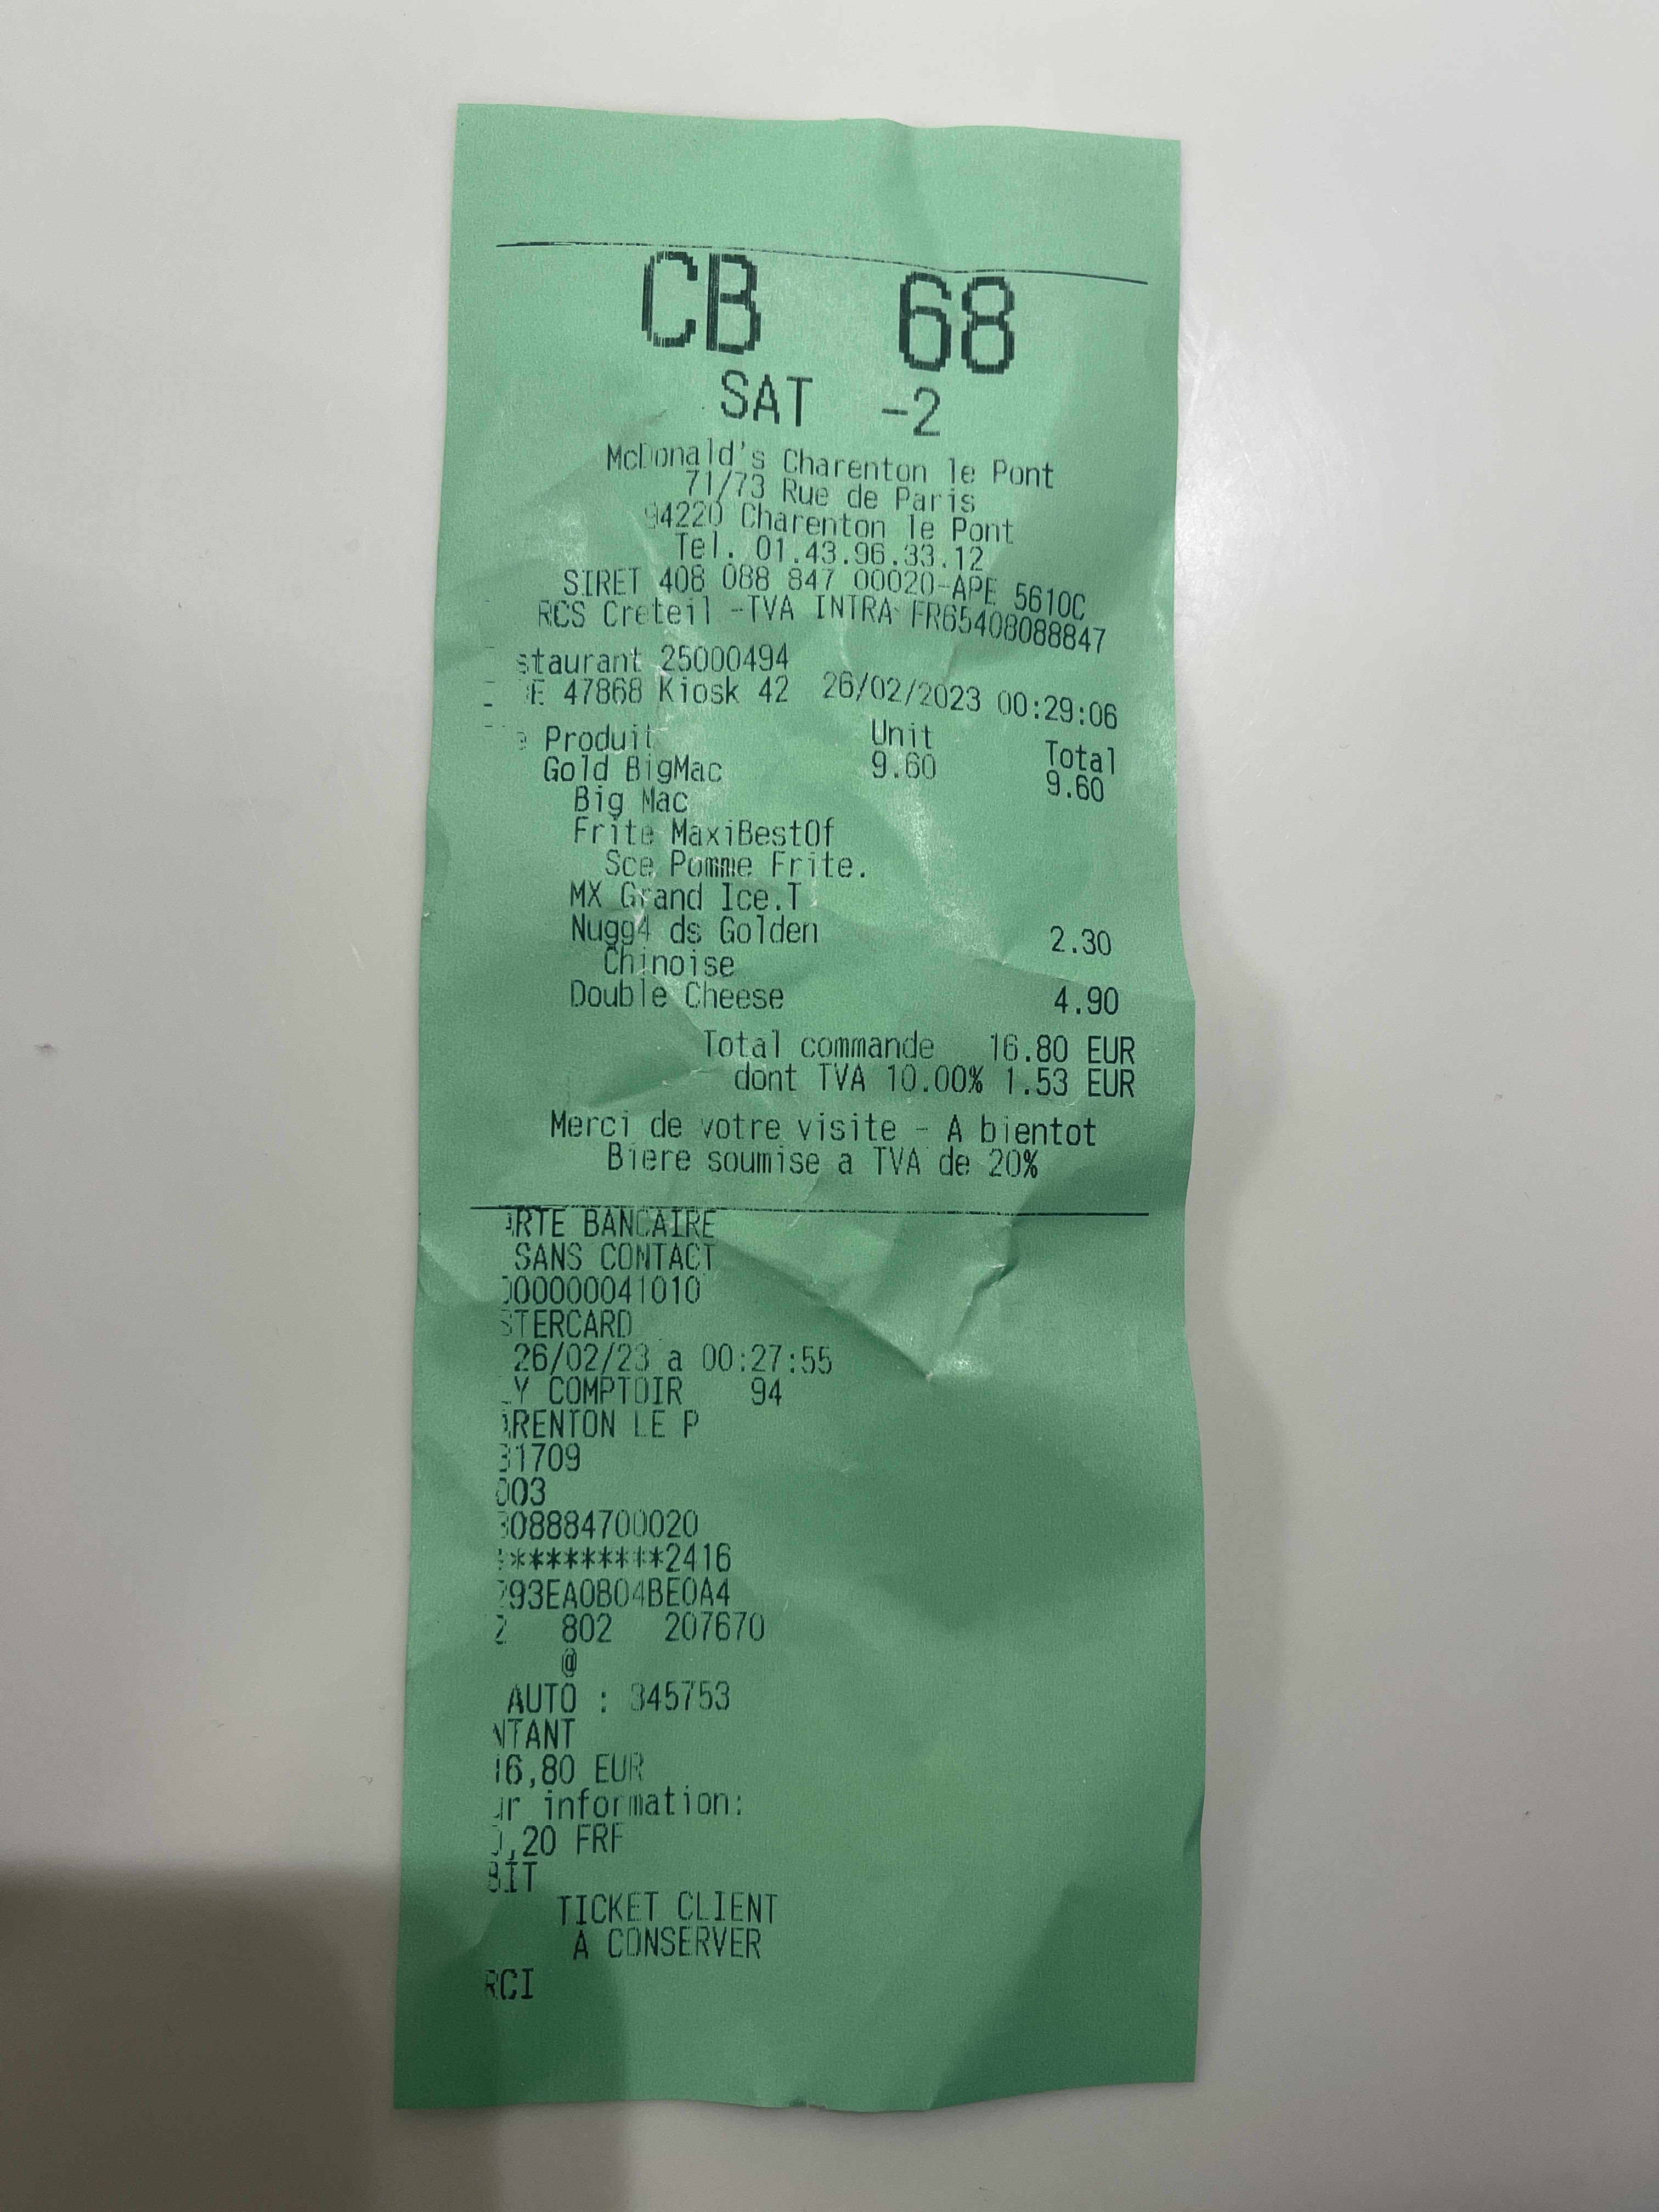 CB 68
SAT -2
McDonald's Charenton le Pont
71/73 Rue de Paris
94220 Charenton le Pont
Tel. 01.43.96.33.12
SIRET 408 088 847 00020-APE 5610C
RCS Creteil -TVA INTRA FR65408088847
staurant 25000494
E 47868 Kiosk 42 26/02/2023 00:29:06
Produit Unit Total
Gold BigMac 9.60 9.60
Big Mac
Frite MaxiBestOf
Sce Pomme Frite.
MX Grand Ice.T
Nugg4 ds Golden 2.30
Chinoise
Double Cheese 4.90
Total commande 16.80 EUR
dont TVA 10.00% 1.53 EUR
Merci de votre visite - A bientot
Biere soumise a TVA de 20%
ARTE BANCAIRE
SANS CONTACT
000000041010
STERCARD
26/02/23 a 00:27:55
Y COMPTOIR 94
ARENTON LE P
31709
003
08884700020
*********2416
93EA0B04BE0A4
2 802 207670
@
AUTO : 345753
NTANT
16,80 EUR
ur information:
,20 FRF
BIT
TICKET CLIENT
A CONSERVER
RCI